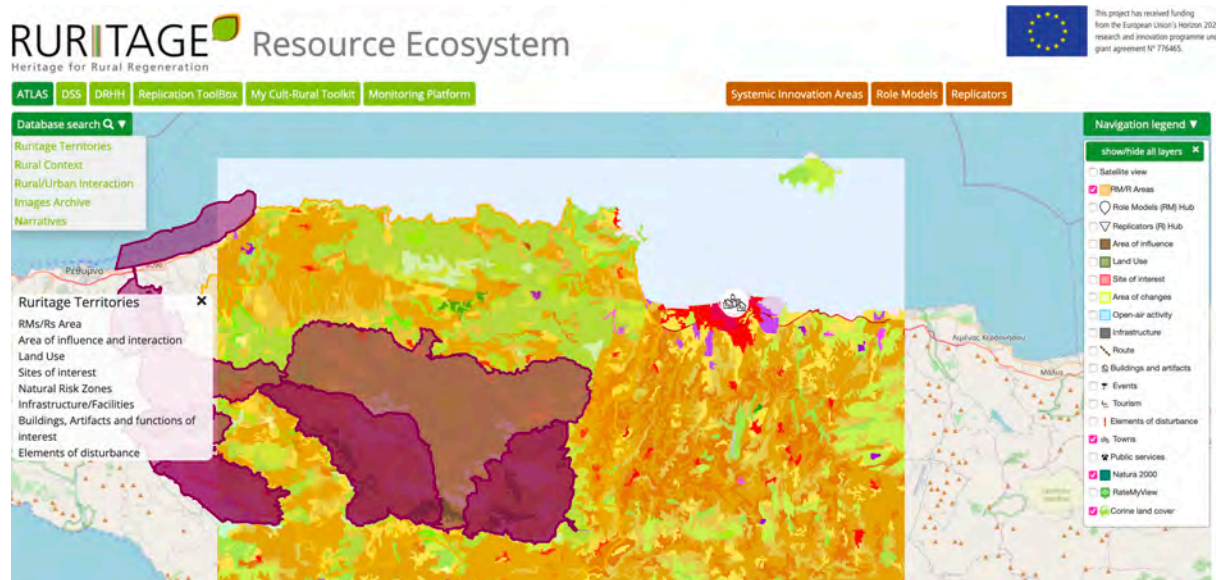 RURITAGE
Heritage for Rural Regeneration
Resource Ecosystem
This project has received funding
from the European Union's Horizon 202
research and innovation programme und
grant agreement N° 776465.
ATLAS DSS DRHH Replication ToolBox My Cult-Rural Toolkit Monitoring Platform
Systemic Innovation Areas Role Models Replicators
Database search
Ruritage Territories
Rural Context
Rural/Urban Interaction
Images Archive
Narratives
Navigation legend
show/hide all layers ×
Satellite view
RM/R Areas
Role Models (RM) Hub
Replicators (R) Hub
Area of influence
Land Use
Site of interest
Area of changes
Open-air activity
Infrastructure
Route
Buildings and artifacts
Events
Tourism
Elements of disturbance
Towns
Public services
Natura 2000
RateMyView
Corine land cover
Ρέθυμνο
Ruritage Territories ×
RMs/Rs Area
Area of influence and interaction
Land Use
Sites of interest
Natural Risk Zones
Infrastructure/Facilities
Buildings, Artifacts and functions of
interest
Elements of disturbance
Λιμένας Χερσονήσου
Μάλια